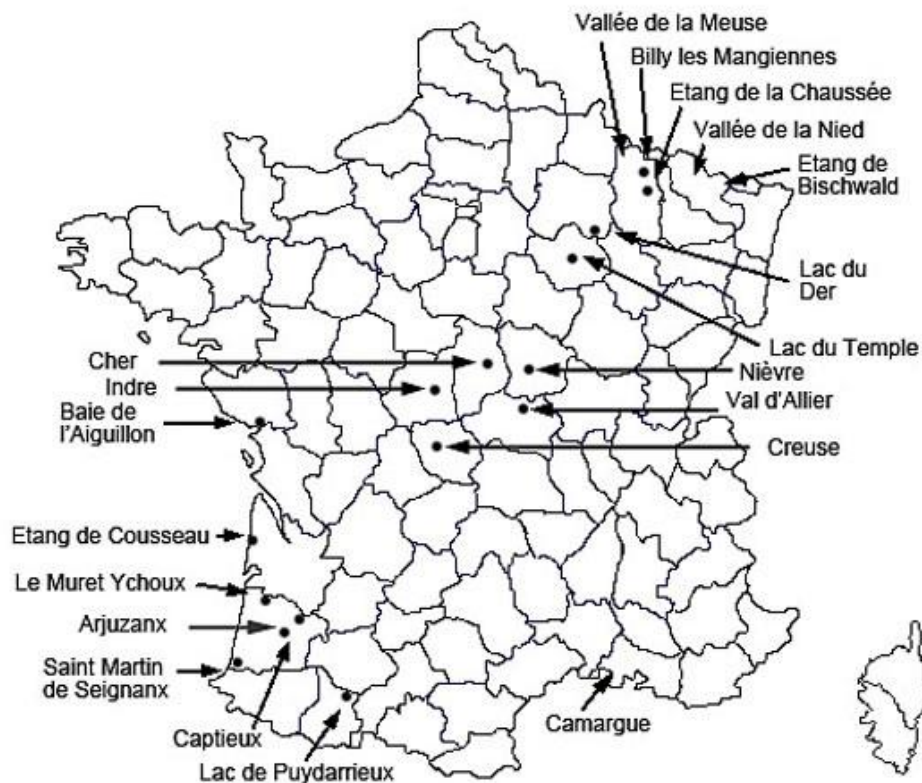 Vallée de la Meuse
Billy les Mangiennes
Etang de la Chaussée
Vallée de la Nied
Etang de
Bischwald
Lac du
Der
Lac du Temple
Cher
Nièvre
Indre
Val d'Allier
Baie de
l'Aiguillon
Creuse
Etang de Cousseau
Le Muret Ychoux
Arjuzanx
Saint Martin
de Seignanx
Camargue
Captieux
Lac de Puydarrieux